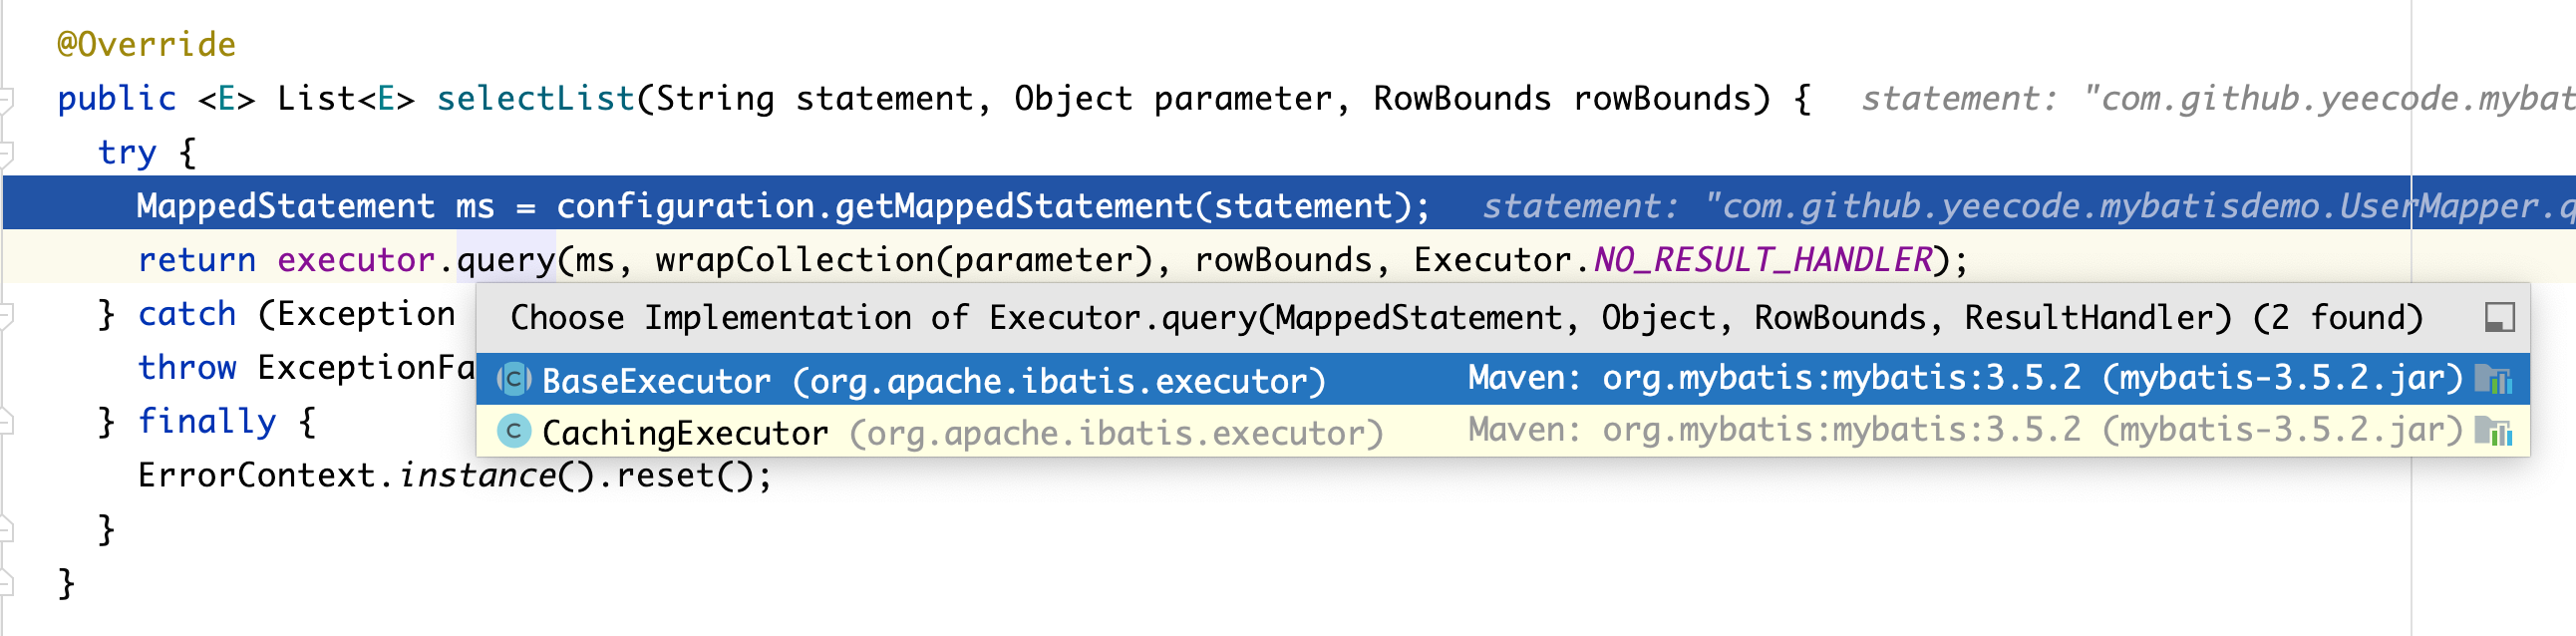 @Override
public <E> List<E> selectList(String statement, Object parameter, RowBounds rowBounds) {   statement: "com.github.yeecode.mybat
try {
MappedStatement ms = configuration.getMappedStatement(statement);   statement: "com.github.yeecode.mybatisdemo.UserMapper.q
return executor.query(ms, wrapCollection(parameter), rowBounds, Executor.NO_RESULT_HANDLER);
} catch (Exception
Choose Implementation of Executor.query(MappedStatement, Object, RowBounds, ResultHandler) (2 found)
throw ExceptionFa
BaseExecutor (org.apache.ibatis.executor)   Maven: org.mybatis:mybatis:3.5.2 (mybatis-3.5.2.jar)
} finally {
CachingExecutor (org.apache.ibatis.executor)   Maven: org.mybatis:mybatis:3.5.2 (mybatis-3.5.2.jar)
ErrorContext.instance().reset();
}
}